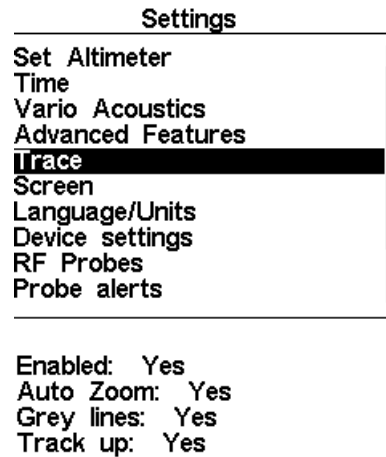 Settings
Set Altimeter
Time
Vario Acoustics
Advanced Features
Trace
Screen
Language/Units
Device settings
RF Probes
Probe alerts
Enabled: Yes
Auto Zoom: Yes
Grey lines: Yes
Track up: Yes